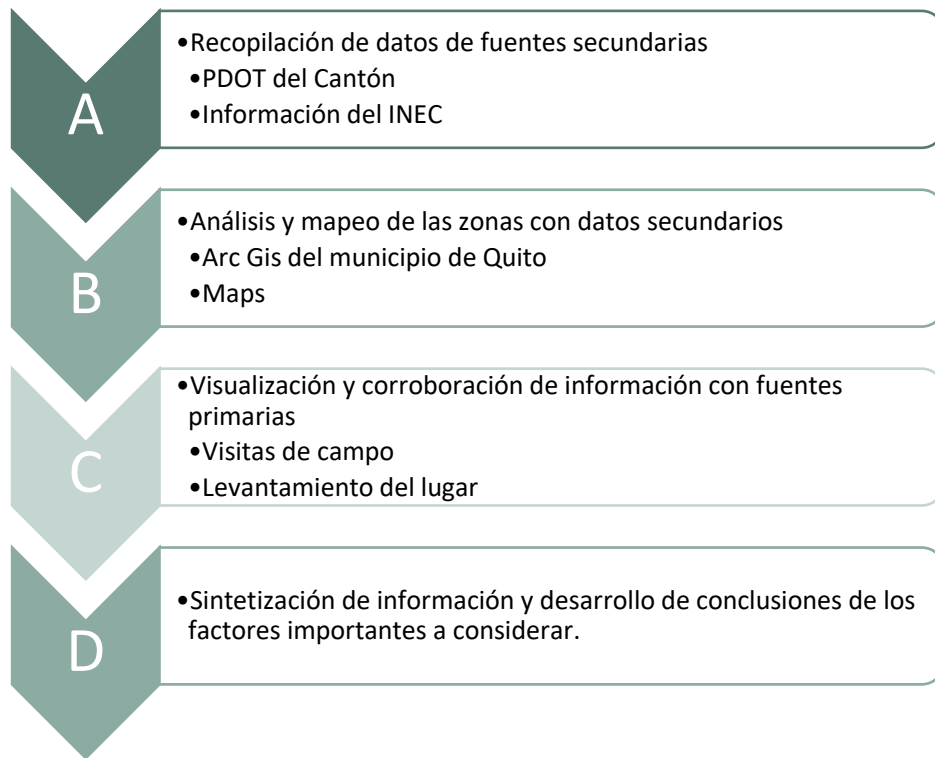 A
•Recopilación de datos de fuentes secundarias
•PDOT del Cantón
•Información del INEC
B
•Análisis y mapeo de las zonas con datos secundarios
•Arc Gis del municipio de Quito
•Maps
C
•Visualización y corroboración de información con fuentes
primarias
•Visitas de campo
•Levantamiento del lugar
D
•Sintetización de información y desarrollo de conclusiones de los
factores importantes a considerar.